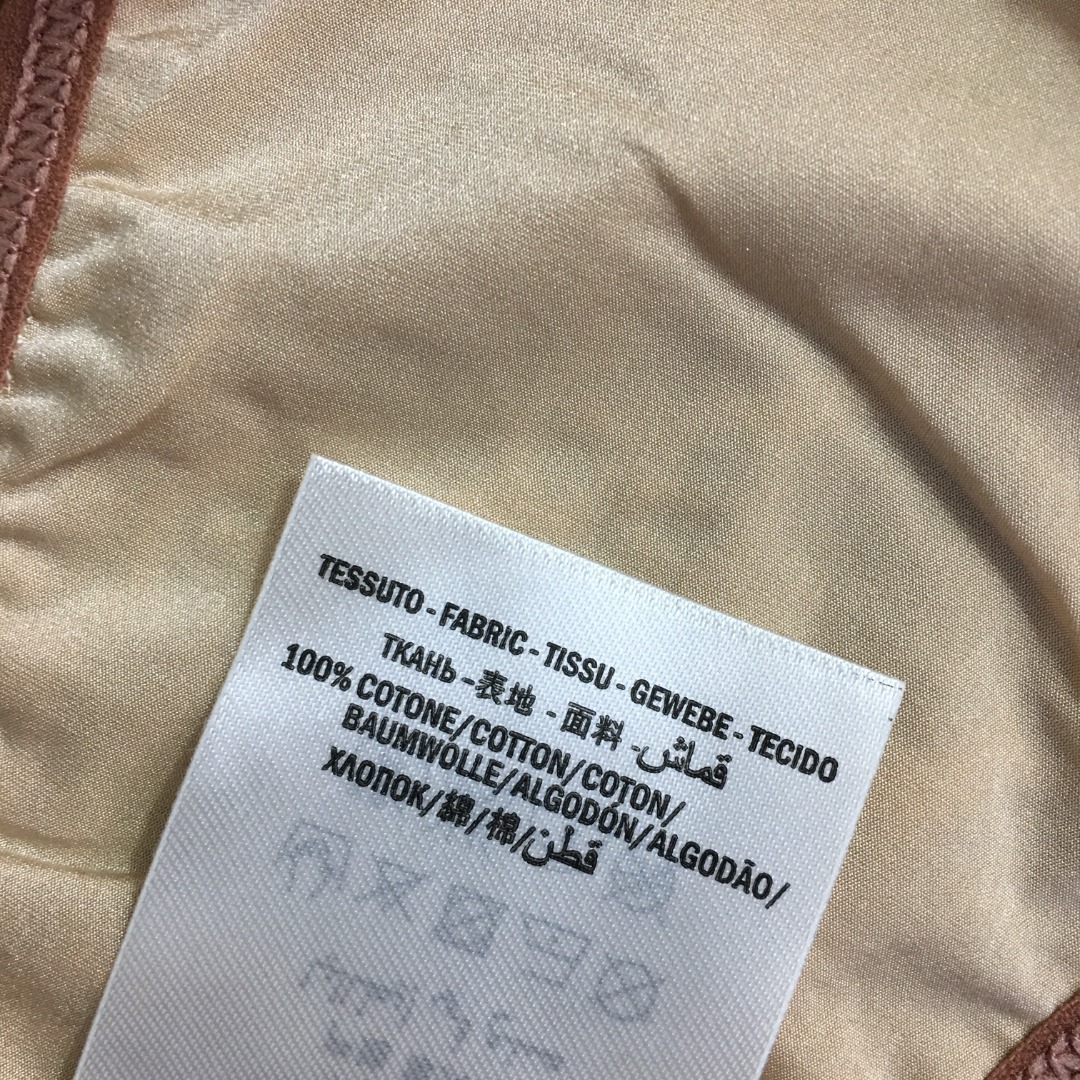 TESSUTO - FABRIC - TISSU - GEWEBE - TECIDO
ТКАНЬ - 表地 - 面料 - قماش
100% COTONE/COTTON/COTON/
BAUMWOLLE/ALGODÓN/ALGODÃO/
ХЛОПОК/綿/棉/قطن